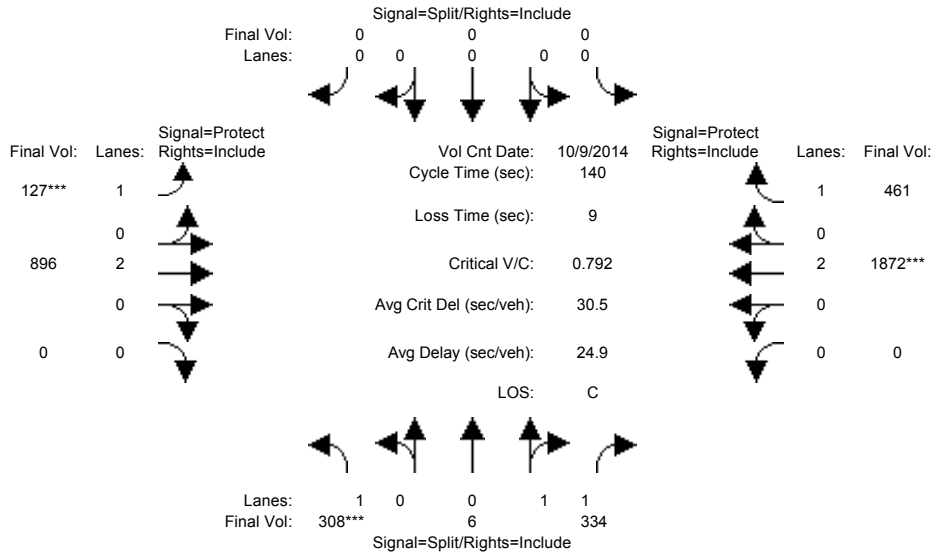 Signal=Split/Rights=Include
Final Vol: 0 0 0
Lanes: 0 0 0 0 0
Signal=Protect Signal=Protect
Final Vol: Lanes: Rights=Include Vol Cnt Date: 10/9/2014 Rights=Include Lanes: Final Vol:
Cycle Time (sec): 140
127*** 1 1 461
Loss Time (sec): 9
0 0
896 2 Critical V/C: 0.792 2 1872***
0 Avg Crit Del (sec/veh): 30.5 0
0 0 Avg Delay (sec/veh): 24.9 0 0
LOS: C
Lanes: 1 0 0 1 1
Final Vol: 308*** 6 334
Signal=Split/Rights=Include